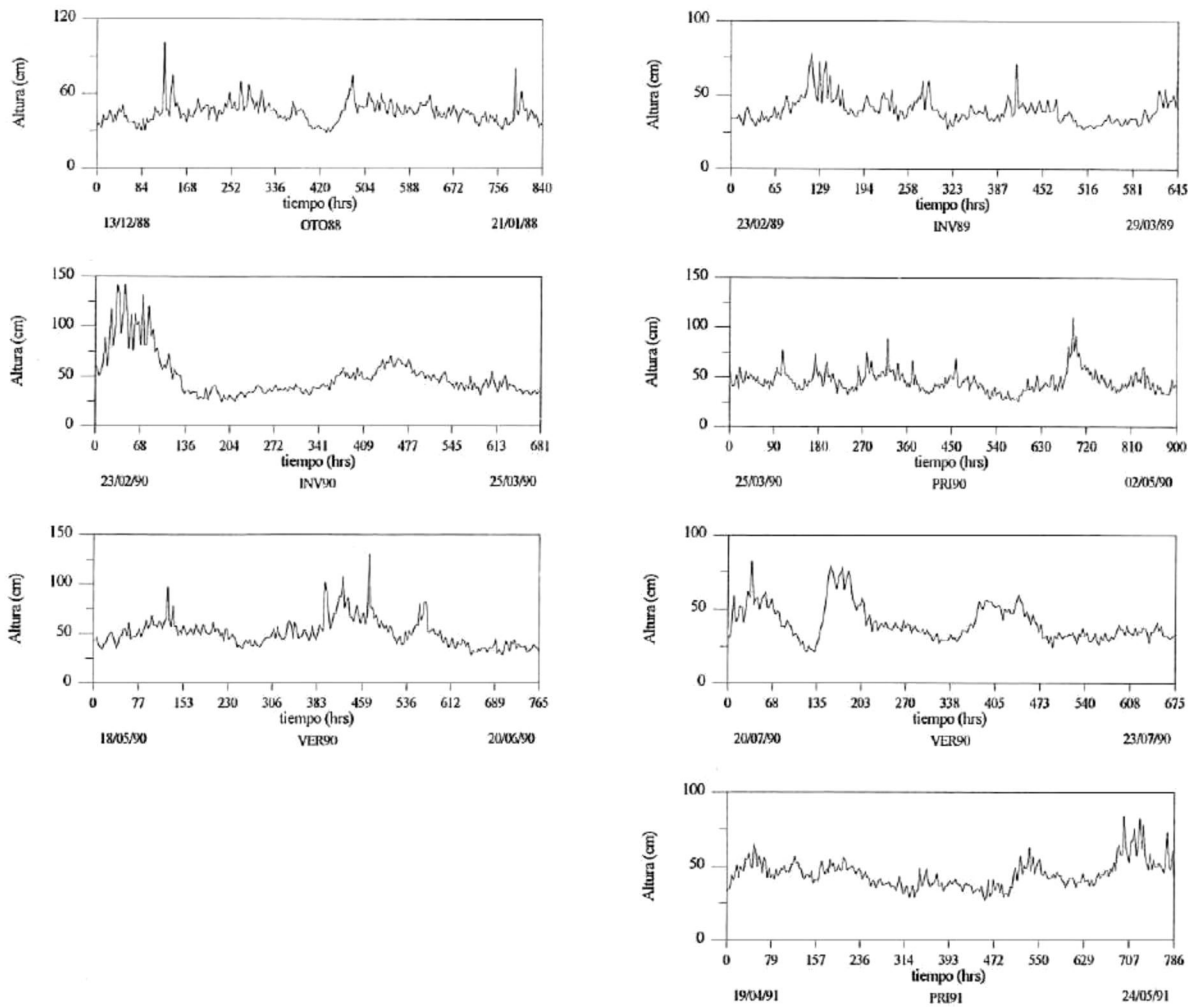 120
60
0
Altura (cm)
0 84 168 252 336 420 504 588 672 756 840
tiempo (hrs)
13/12/88 OTO88 21/01/88
100
50
0
Altura (cm)
0 65 129 194 258 323 387 452 516 581 645
tiempo (hrs)
23/02/89 INV89 29/03/89
150
100
50
0
Altura (cm)
0 68 136 204 272 341 409 477 545 613 681
tiempo (hrs)
23/02/90 INV90 25/03/90
150
100
50
0
Altura (cm)
0 90 180 270 360 450 540 630 720 810 900
tiempo (hrs)
25/03/90 PRI90 02/05/90
150
100
50
0
Altura (cm)
0 77 153 230 306 383 459 536 612 689 765
tiempo (hrs)
18/05/90 VER90 20/06/90
100
50
0
Altura (cm)
0 68 135 203 270 338 405 473 540 608 675
tiempo (hrs)
20/07/90 VER90 23/07/90
100
50
0
Altura (cm)
0 79 157 236 314 393 472 550 629 707 786
tiempo (hrs)
19/04/91 PRI91 24/05/91